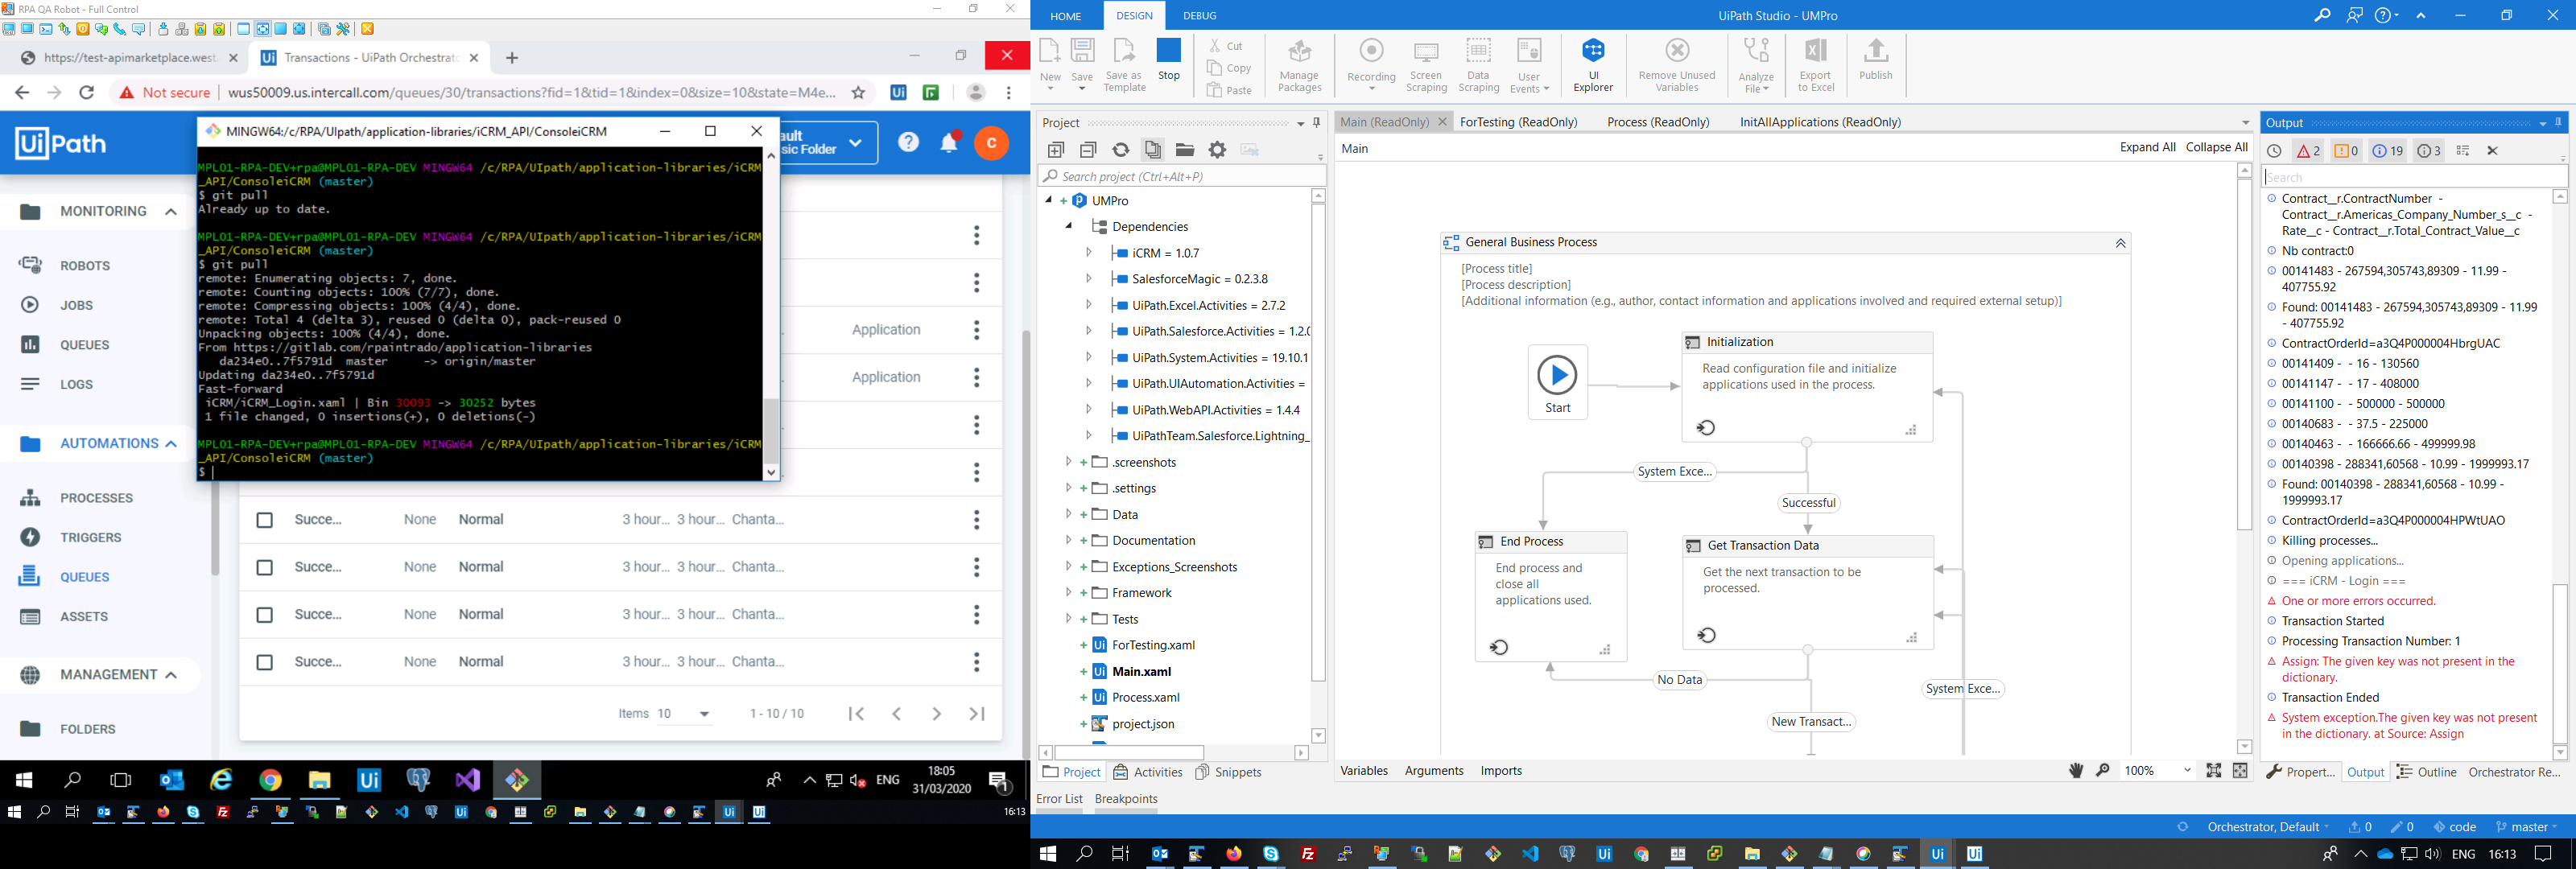 RPA QA Robot - Full Control
https://test-apimarketplace.west
Transactions - UiPath Orchestrato
Not secure
wus50009.us.intercall.com/queues/30/transactions?fid=1&tid=1&index=0&size=10&state=M4e...
Ui Path
MINGW64:/c/RPA/UIpath/application-libraries/iCRM_API/ConsoleiCRM
ault
sic Folder
C
MPL01-RPA-DEV+rpa@MPL01-RPA-DEV MINGW64 /c/RPA/UIpath/application-libraries/iCRM
_API/ConsoleiCRM (master)
$ git pull
Already up to date.
MPL01-RPA-DEV+rpa@MPL01-RPA-DEV MINGW64 /c/RPA/UIpath/application-libraries/iCRM
_API/ConsoleiCRM (master)
$ git pull
remote: Enumerating objects: 7, done.
remote: Counting objects: 100% (7/7), done.
remote: Compressing objects: 100% (4/4), done.
remote: Total 4 (delta 3), reused 0 (delta 0), pack-reused 0
Unpacking objects: 100% (4/4), done.
From https://gitlab.com/rpaintrado/application-libraries
da234e0..7f5791d  master     -> origin/master
Updating da234e0..7f5791d
Fast-forward
iCRM/iCRM_Login.xaml | Bin 30093 -> 30252 bytes
1 file changed, 0 insertions(+), 0 deletions(-)
MPL01-RPA-DEV+rpa@MPL01-RPA-DEV MINGW64 /c/RPA/UIpath/application-libraries/iCRM
_API/ConsoleiCRM (master)
$
MONITORING
ROBOTS
JOBS
QUEUES
LOGS
AUTOMATIONS
PROCESSES
TRIGGERS
QUEUES
ASSETS
MANAGEMENT
FOLDERS
Application
Application
Succe... None Normal 3 hour... 3 hour... Chanta...
Succe... None Normal 3 hour... 3 hour... Chanta...
Succe... None Normal 3 hour... 3 hour... Chanta...
Succe... None Normal 3 hour... 3 hour... Chanta...
Items 10 1 - 10 / 10
ENG
18:05
31/03/2020
1
16:13
HOME DESIGN DEBUG
UiPath Studio - UMPro
New
Save
Save as Template
Stop
Cut
Copy
Paste
Manage Packages
Recording
Screen Scraping
Data Scraping
User Events
UI Explorer
Remove Unused Variables
Analyze File
Export to Excel
Publish
Project
Search project (Ctrl+Alt+P)
UMPro
Dependencies
iCRM = 1.0.7
SalesforceMagic = 0.2.3.8
UiPath.Excel.Activities = 2.7.2
UiPath.Salesforce.Activities = 1.2.0
UiPath.System.Activities = 19.10.1
UiPath.UIAutomation.Activities =
UiPath.WebAPI.Activities = 1.4.4
UiPathTeam.Salesforce.Lightning_
.screenshots
.settings
Data
Documentation
Exceptions_Screenshots
Framework
Tests
ForTesting.xaml
Main.xaml
Process.xaml
project.json
Project Activities Snippets
Error List Breakpoints
Main (ReadOnly) ForTesting (ReadOnly) Process (ReadOnly) InitAllApplications (ReadOnly)
Main
Expand All Collapse All
General Business Process
[Process title]
[Process description]
[Additional information (e.g., author, contact information and applications involved and required external setup)]
Start
Initialization
Read configuration file and initialize
applications used in the process.
System Exce...
Successful
End Process
End process and
close all
applications used.
Get Transaction Data
Get the next transaction to be
processed.
No Data
System Exce...
New Transact...
Variables Arguments Imports
100%
Output
2 0 19 3
Search
Contract__r.ContractNumber -
Contract__r.Americas_Company_Number_s__c -
Rate__c - Contract__r.Total_Contract_Value__c
Nb contract:0
00141483 - 267594,305743,89309 - 11.99 -
407755.92
Found: 00141483 - 267594,305743,89309 - 11.99
- 407755.92
ContractOrderId=a3Q4P000004HbrgUAC
00141409 - - 16 - 130560
00141147 - - 17 - 408000
00141100 - - 500000 - 500000
00140683 - - 37.5 - 225000
00140463 - - 166666.66 - 499999.98
00140398 - 288341,60568 - 10.99 - 1999993.17
Found: 00140398 - 288341,60568 - 10.99 -
1999993.17
ContractOrderId=a3Q4P000004HPWtUAO
Killing processes...
Opening applications...
=== iCRM - Login ===
One or more errors occurred.
Transaction Started
Processing Transaction Number: 1
Assign: The given key was not present in the
dictionary.
Transaction Ended
System exception.The given key was not present
in the dictionary. at Source: Assign
Propert... Output Outline Orchestrator Re...
Orchestrator, Default 0 0 code master
ENG 16:13